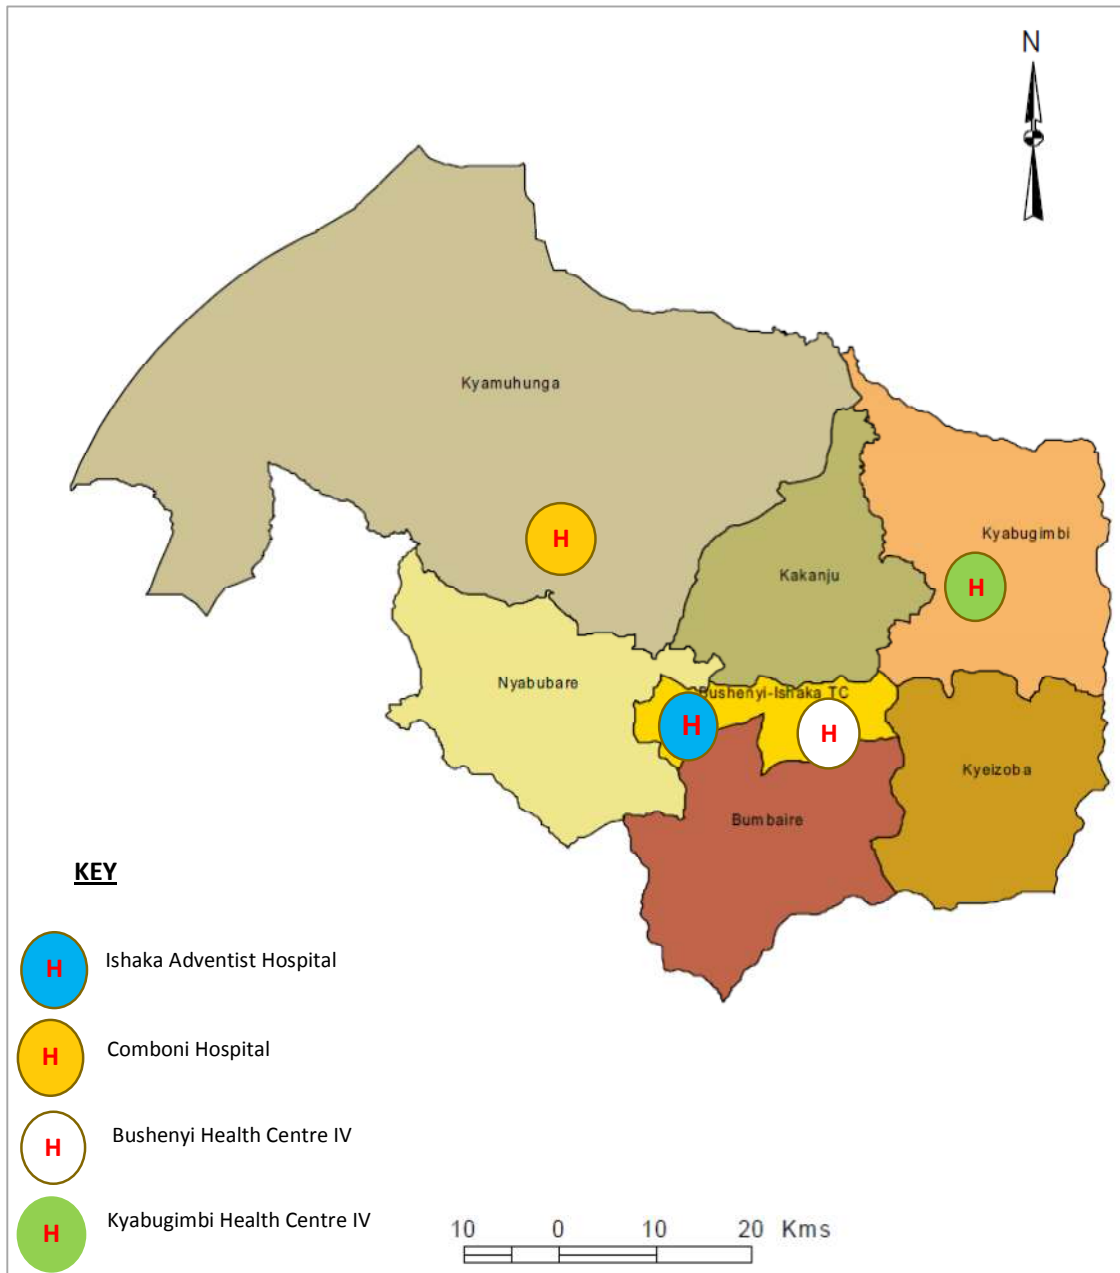 N
Kyamuhunga
H
Kyabugimbi
Kakanju
H
Nyabubare
Bushenyi-Ishaka TC
H
H
Kyeizoba
Bumbaire
KEY
H Ishaka Adventist Hospital
H Comboni Hospital
H Bushenyi Health Centre IV
H Kyabugimbi Health Centre IV
10 0 10 20 Kms